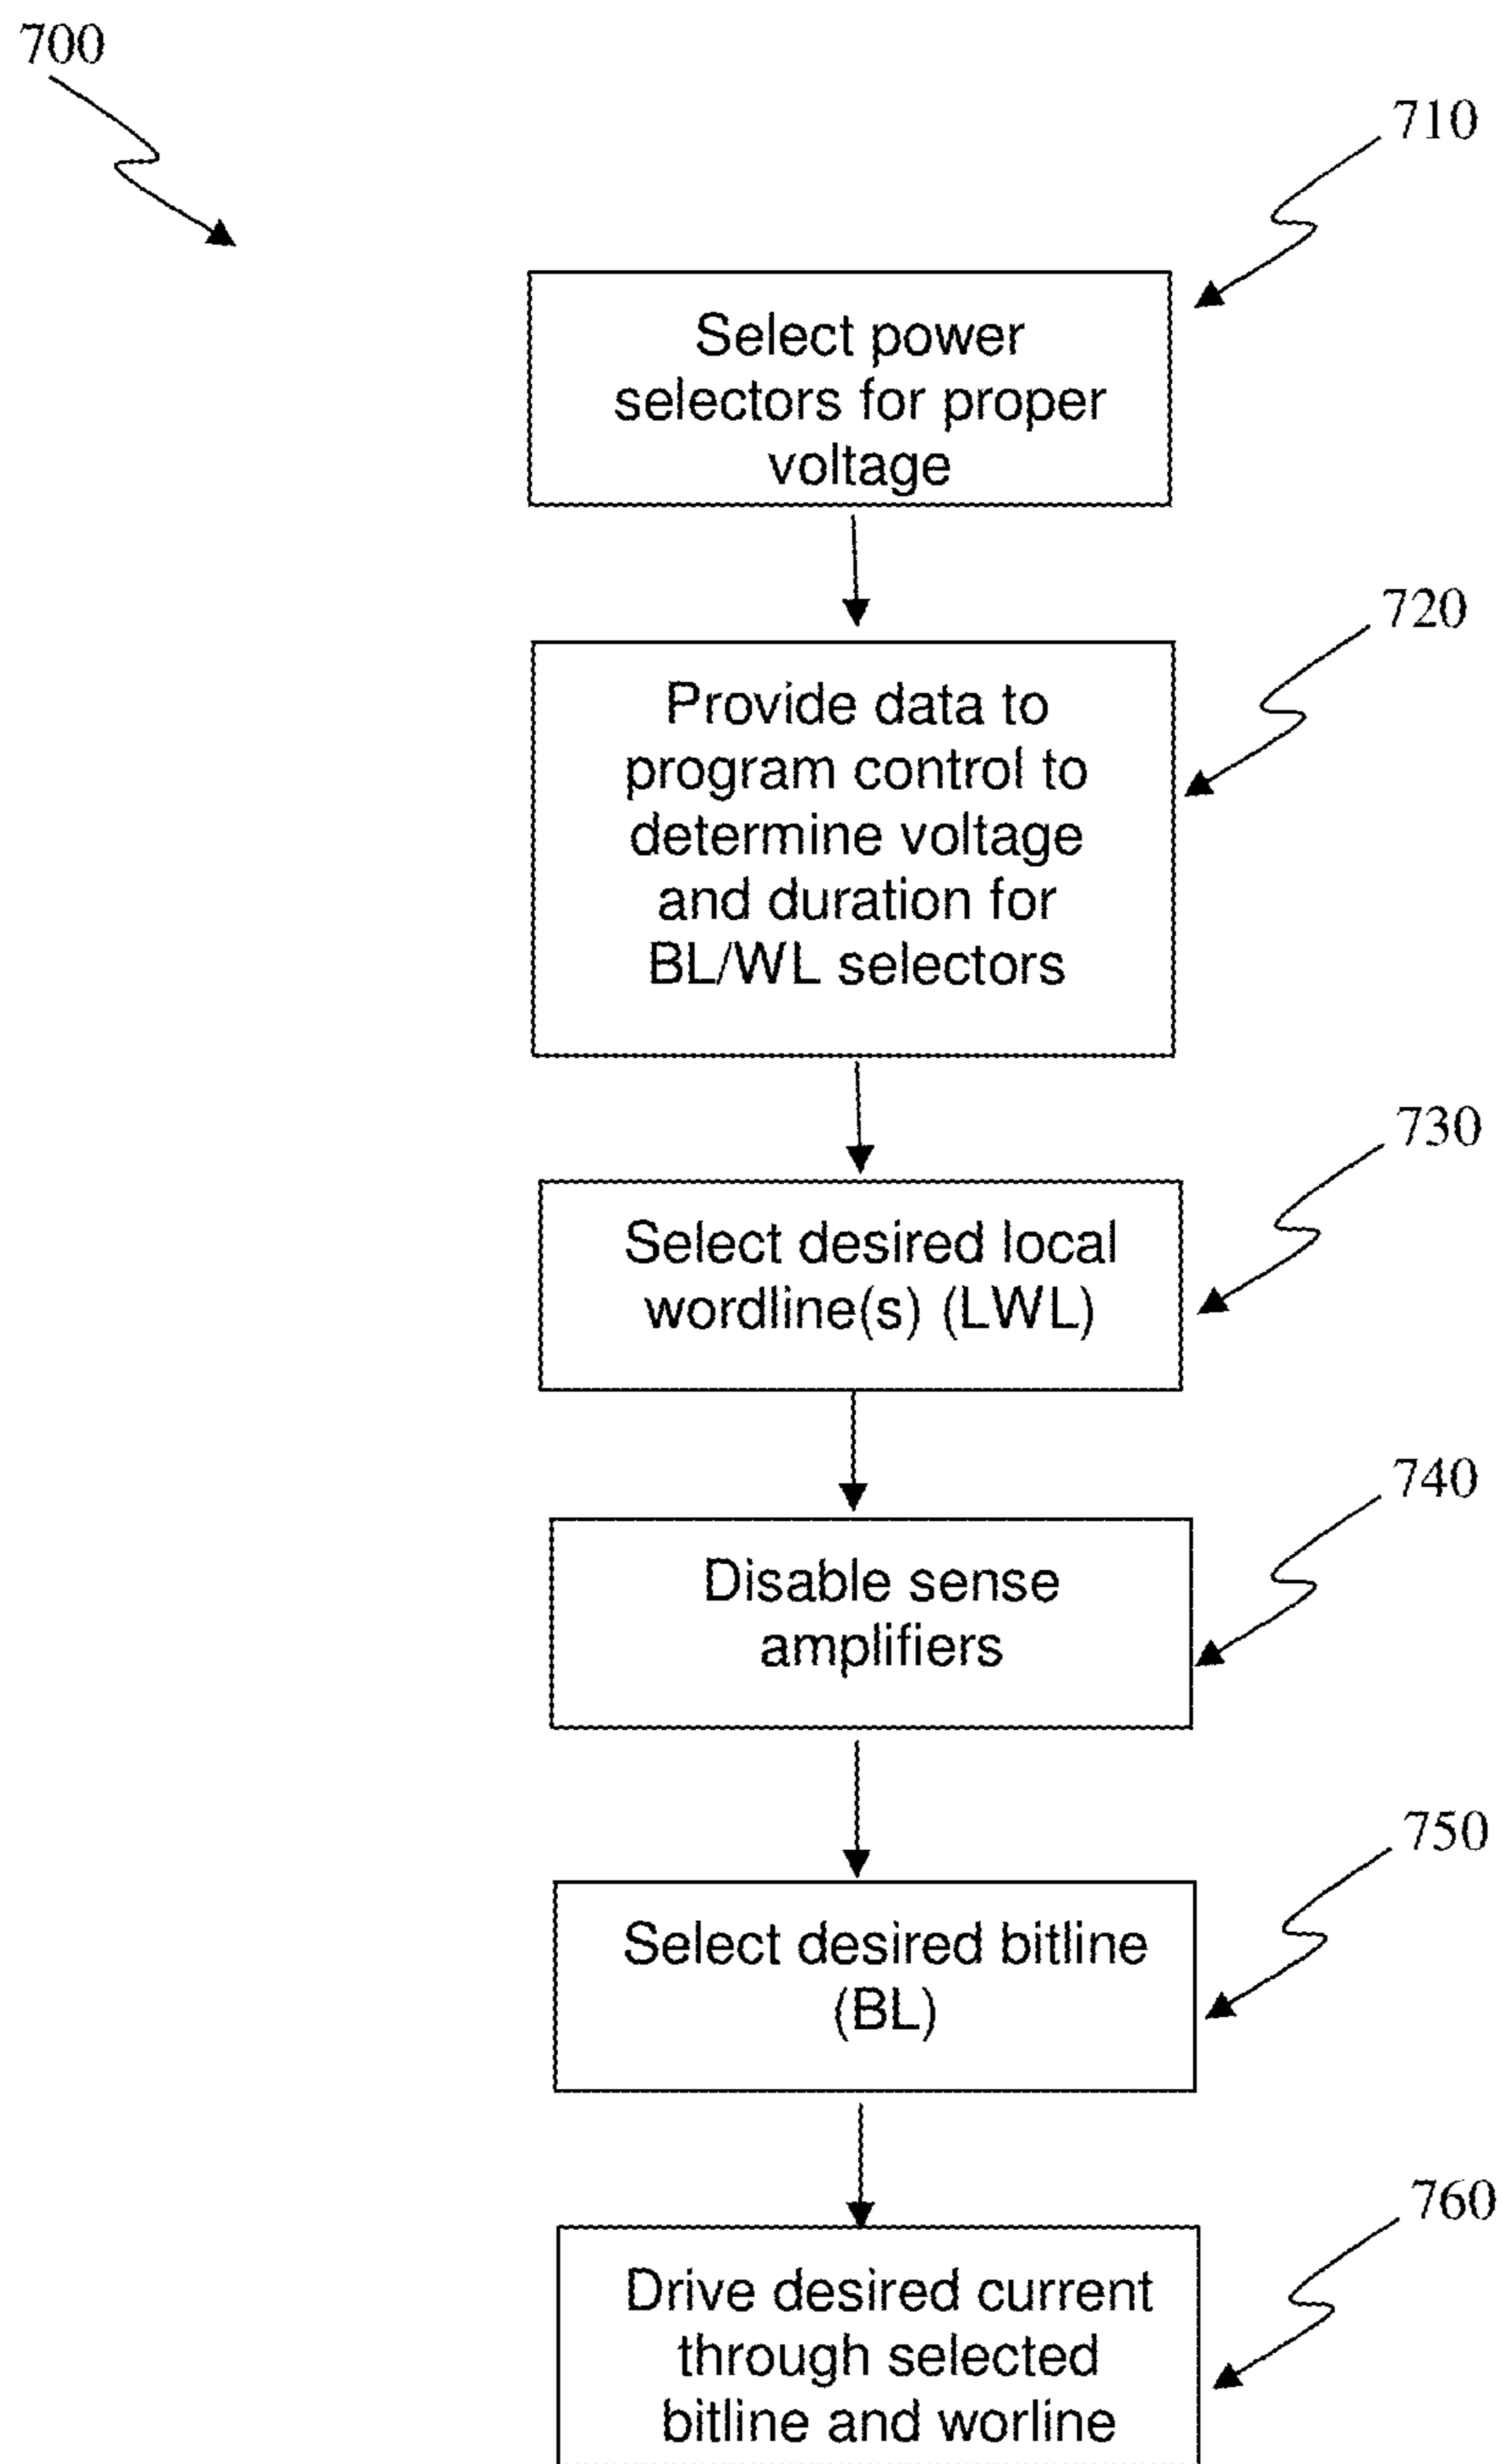 700
710
Select power
selectors for proper
voltage
720
Provide data to
program control to
determine voltage
and duration for
BL/WL selectors
730
Select desired local
wordline(s) (LWL)
740
Disable sense
amplifiers
750
Select desired bitline
(BL)
760
Drive desired current
through selected
bitline and worline